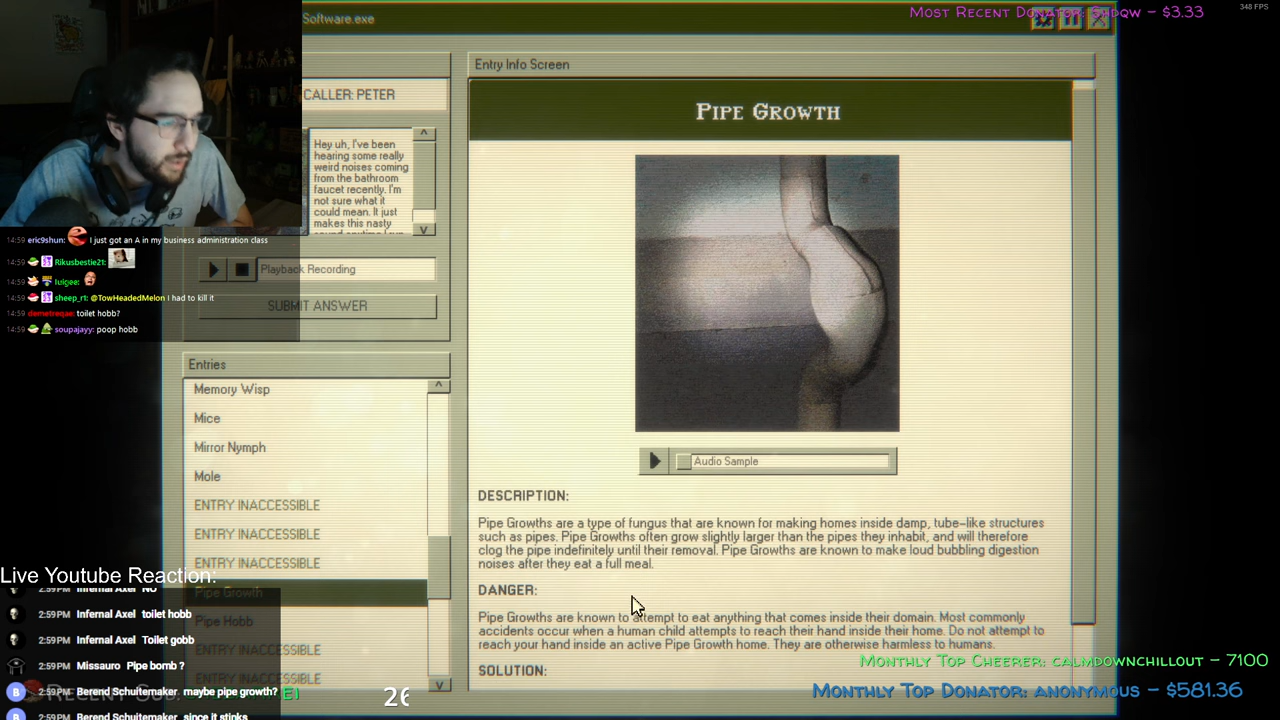 Software.exe
MOST RECENT DONATOR: - $3.33
348 FPS
Entry Info Screen
CALLER: PETER
PIPE GROWTH
Hey uh, I've been
hearing some really
weird noises coming
from the bathroom
faucet recently. I'm
not sure what it
could mean. It just
makes this nasty
Playback Recording
SUBMIT ANSWER
14:59 eric9shun: I just got an A in my business administration class
14:59 Rikusbestie21:
14:59 luigee:
14:59 sheep_r1: @TowHeadedMelon I had to kill it
14:59 demetreqae: toilet hobb?
14:59 soupajayy: poop hobb
Entries
Memory Wisp
Mice
Mirror Nymph
Mole
ENTRY INACCESSIBLE
ENTRY INACCESSIBLE
ENTRY INACCESSIBLE
Pipe Growth
Pipe Hobb
ENTRY INACCESSIBLE
ENTRY INACCESSIBLE
Audio Sample
DESCRIPTION:
Pipe Growths are a type of fungus that are known for making homes inside damp, tube-like structures
such as pipes. Pipe Growths often grow slightly larger than the pipes they inhabit, and will therefore
clog the pipe indefinitely until their removal. Pipe Growths are known to make loud bubbling digestion
noises after they eat a full meal.
DANGER:
Pipe Growths are known to attempt to eat anything that comes inside their domain. Most commonly
accidents occur when a human child attempts to reach their hand inside their home. Do not attempt to
reach your hand inside an active Pipe Growth home. They are otherwise harmless to humans.
SOLUTION:
Live Youtube Reaction:
2:59PM Infernal Axel NO
2:59PM Infernal Axel toilet hobb
2:59PM Infernal Axel Toilet gobb
2:59PM Missauro Pipe bomb ?
2:59PM Berend Schuitemaker maybe pipe growth?
2:59PM Berend Schuitemaker since it stinks
RECENT SUB:
26
MONTHLY TOP CHEERER: CALMDOWNCHILLOUT - 7100
MONTHLY TOP DONATOR: ANONYMOUS - $581.36